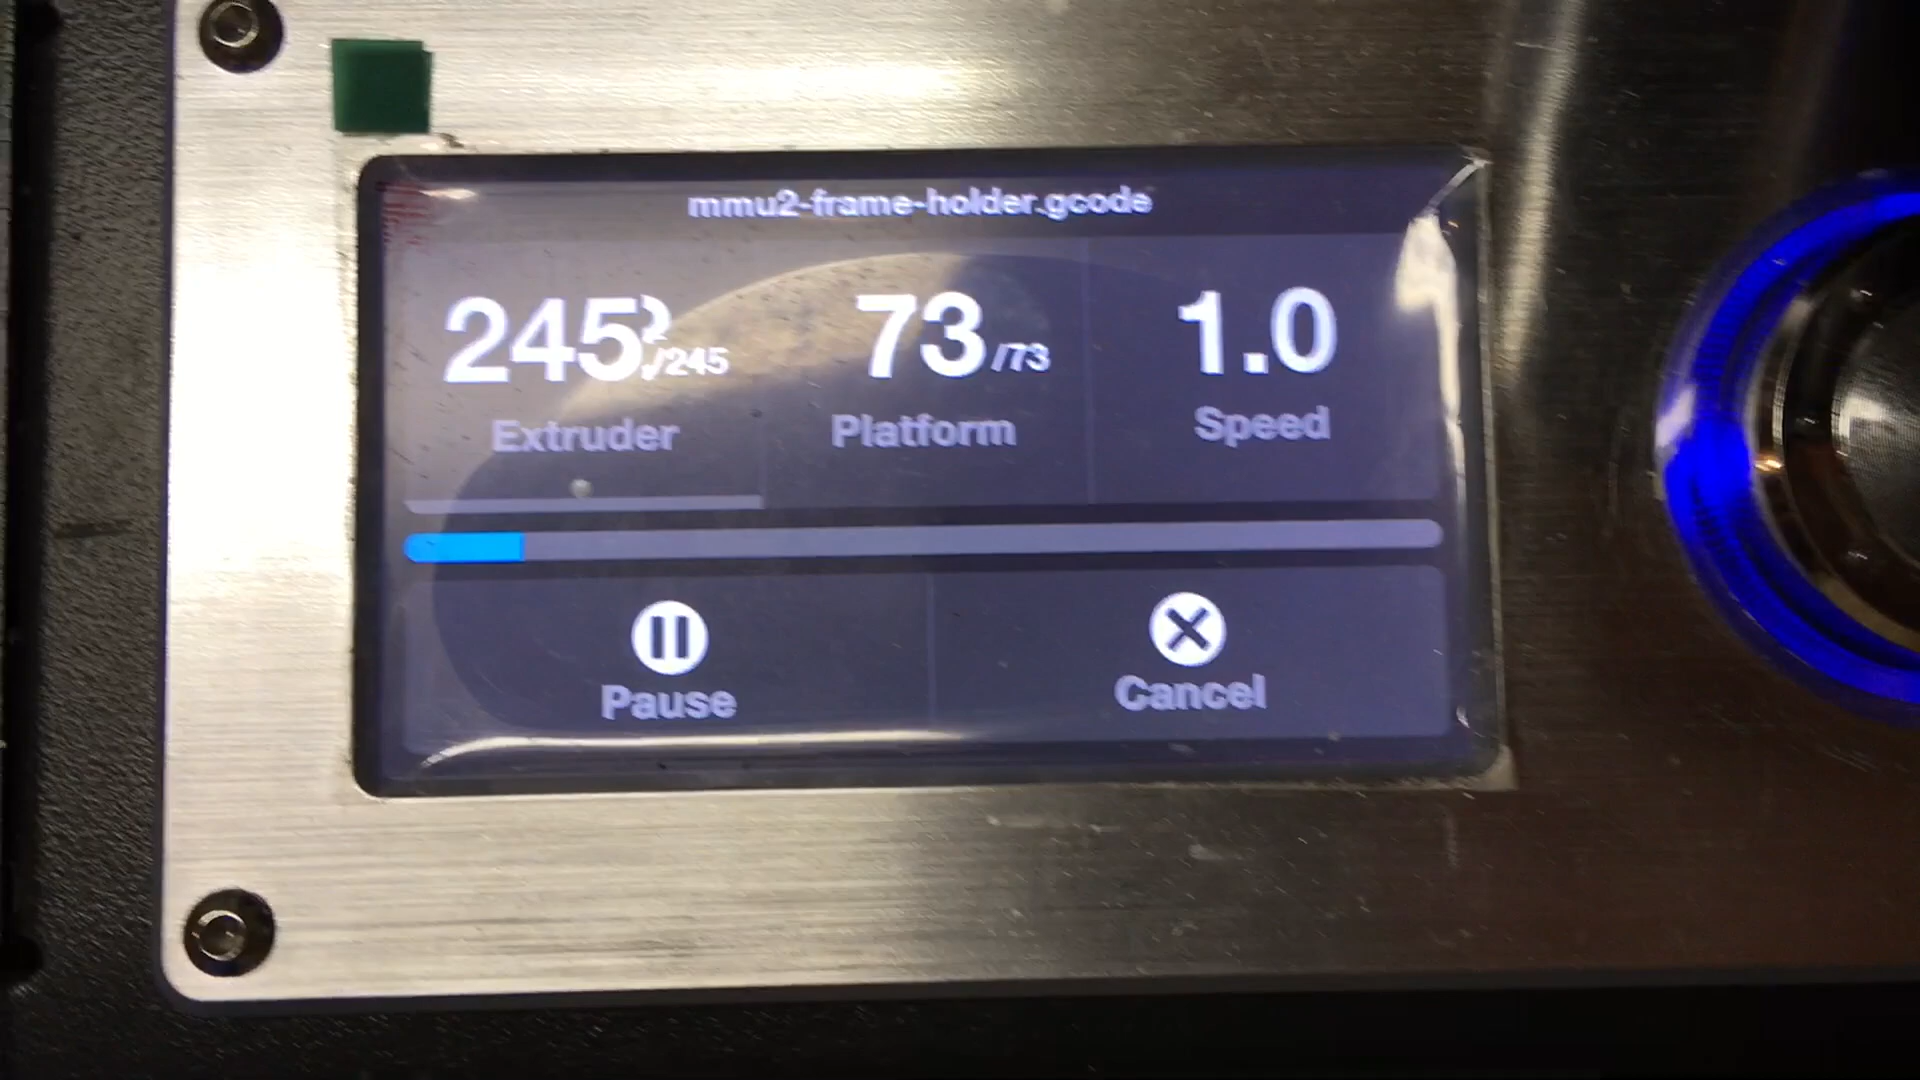 mmu2-frame-holder.gcode
245/245 73/73 1.0
Extruder Platform Speed
Pause Cancel